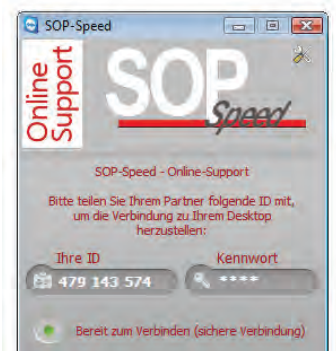 SOP-Speed
Online
Support
SOP
Speed
SOP-Speed - Online-Support
Bitte teilen Sie Ihrem Partner folgende ID mit,
um die Verbindung zu Ihrem Desktop
herzustellen:
Ihre ID
Kennwort
479 143 574
****
Bereit zum Verbinden (sichere Verbindung)